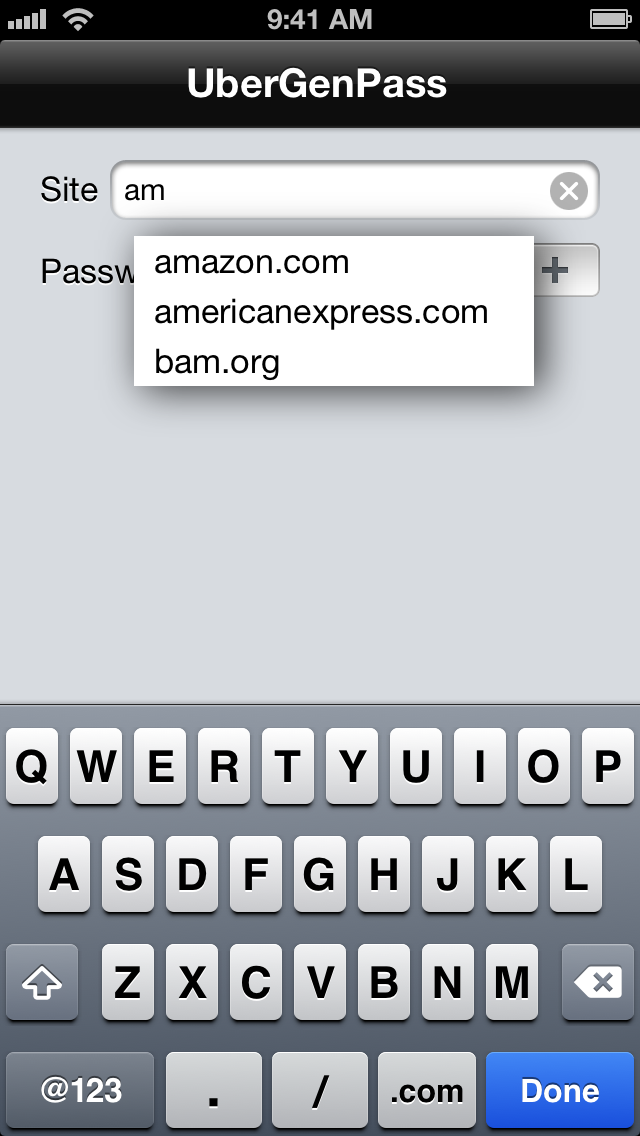 9:41 AM
UberGenPass
Site am
Passw
amazon.com
americanexpress.com
bam.org
Q W E R T Y U I O P
A S D F G H J K L
Z X C V B N M
@123 . / .com Done